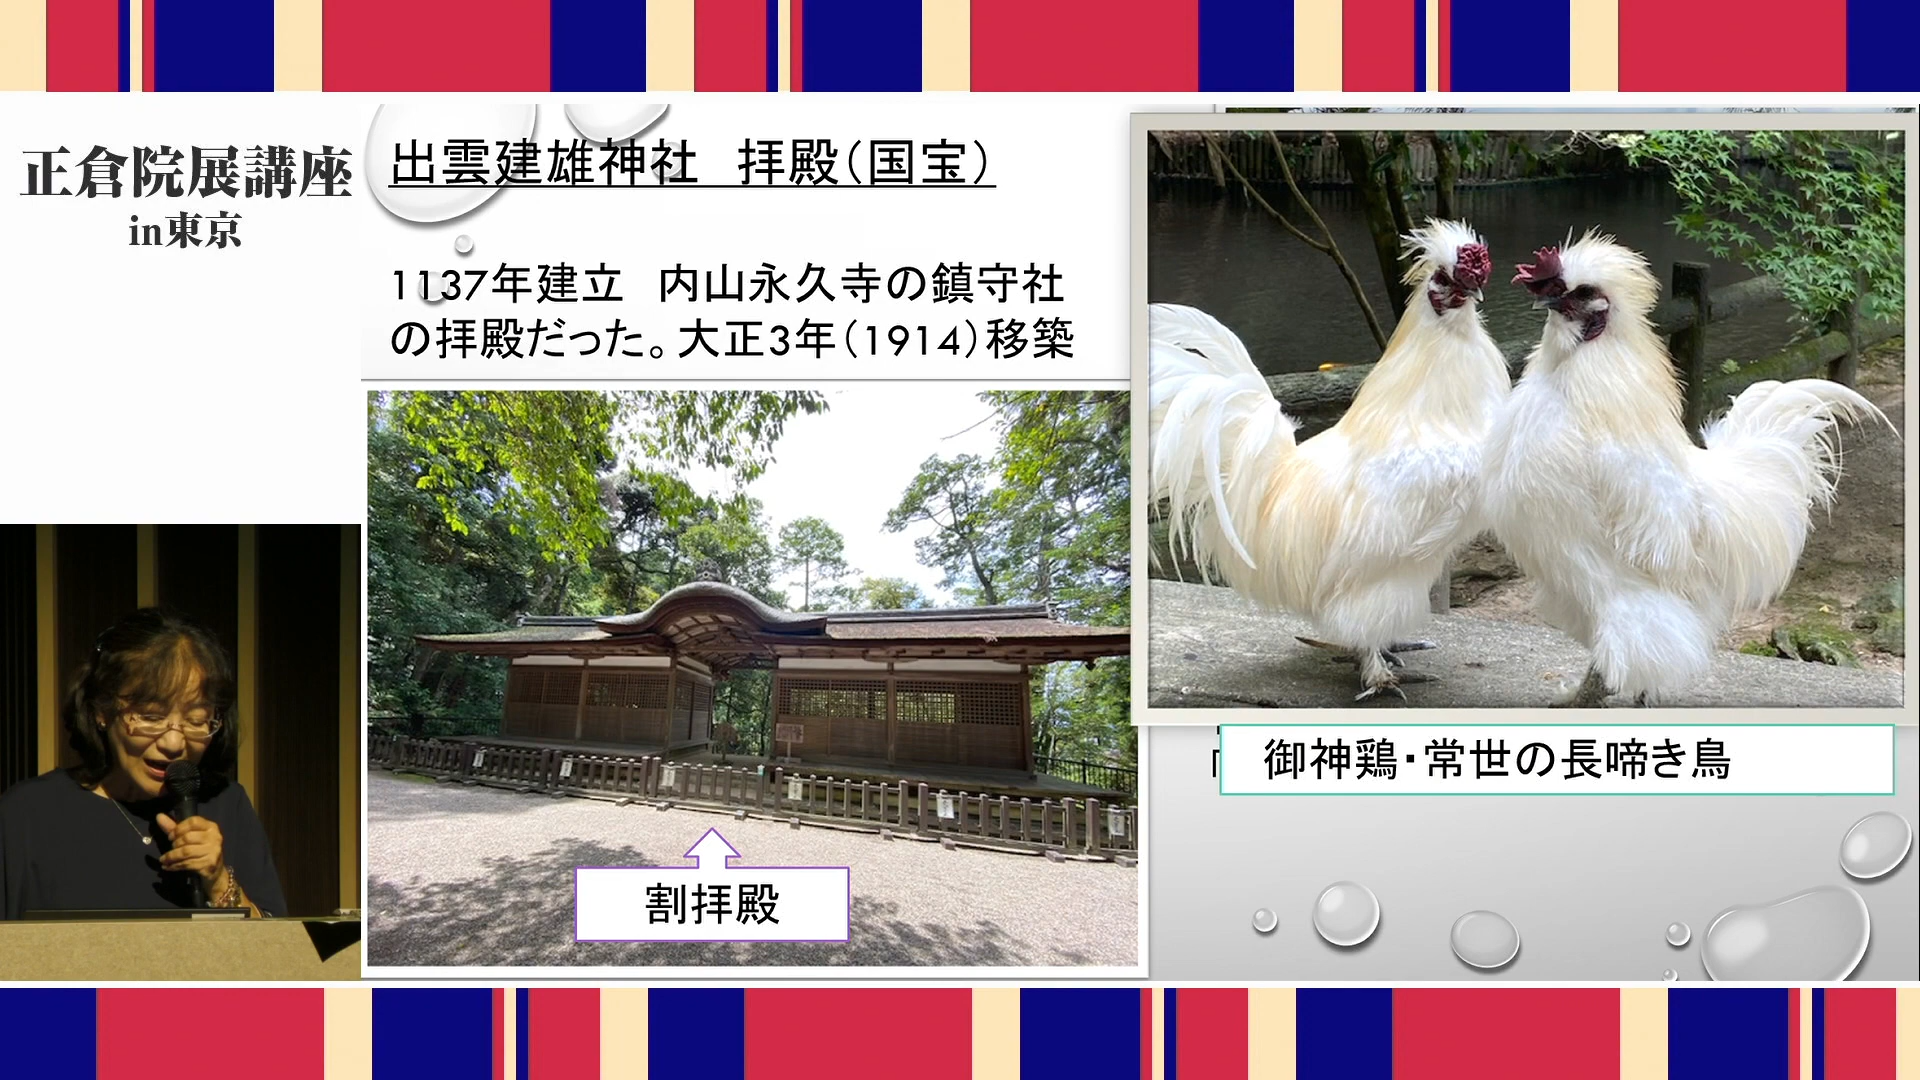 正倉院展講座
in東京
出雲建雄神社　拝殿（国宝）
1137年建立　内山永久寺の鎮守社
の拝殿だった。大正3年（1914）移築
割拝殿
御神鶏・常世の長啼き鳥